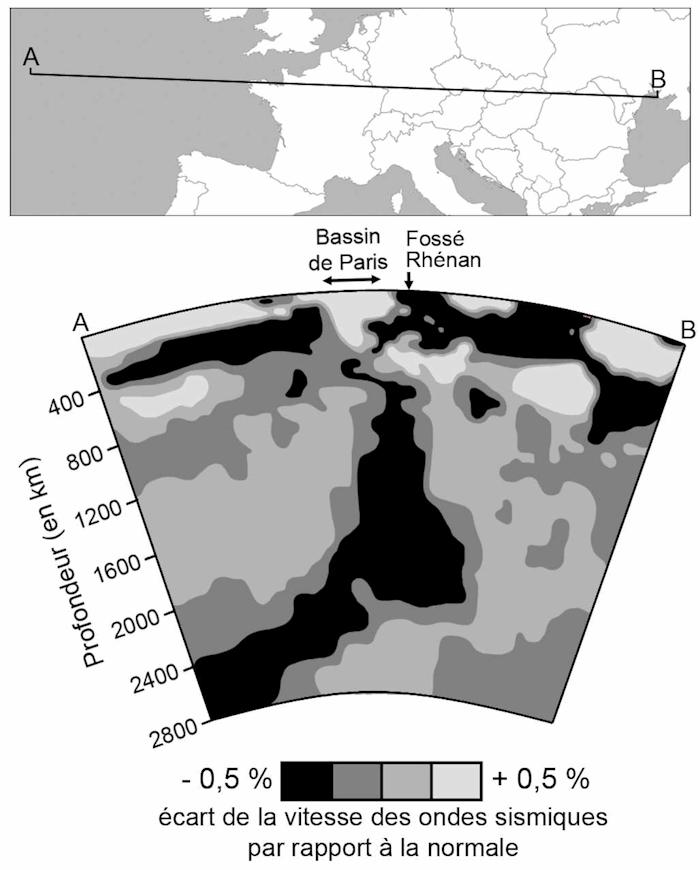 A
B
Bassin
de Paris
Fossé
Rhénan
A
B
400
800
1200
1600
2000
2400
2800
Profondeur (en km)
- 0,5 %
+ 0,5 %
écart de la vitesse des ondes sismiques
par rapport à la normale